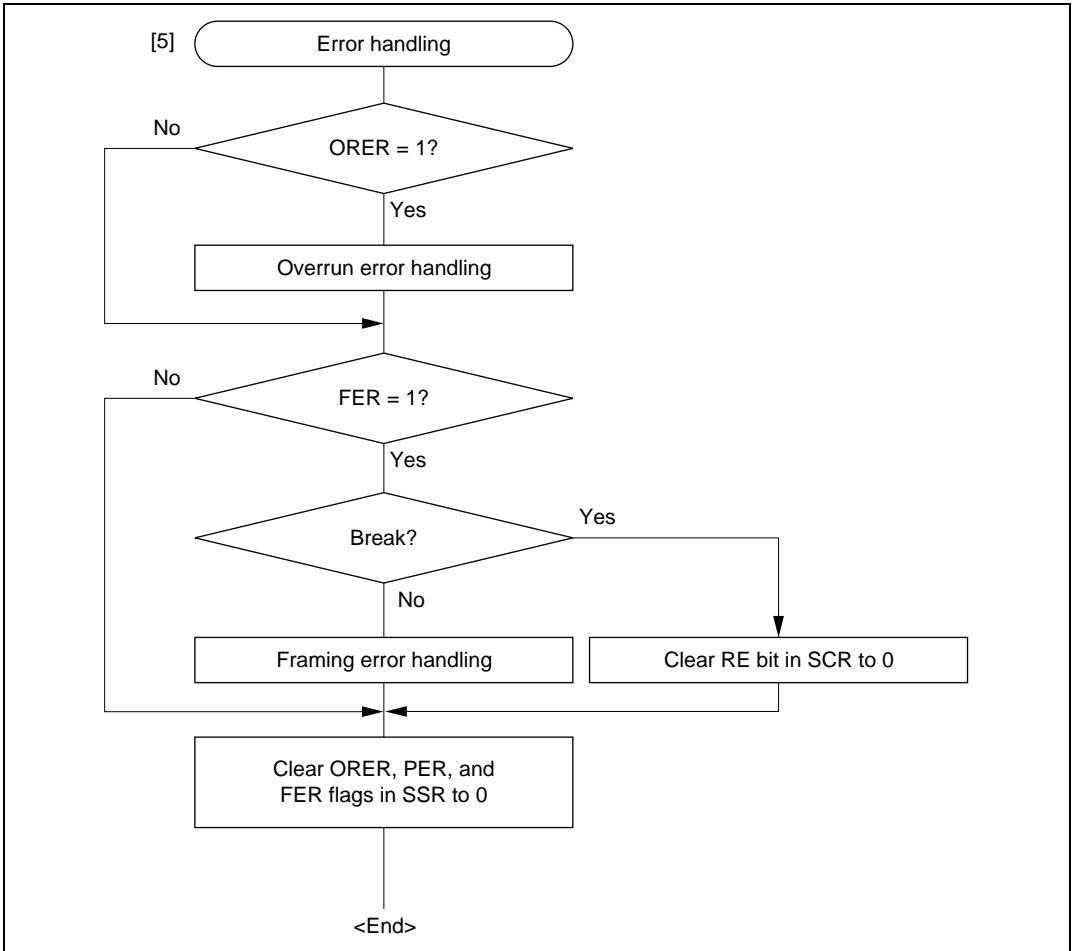 [5] Error handling
No
ORER = 1?
Yes
Overrun error handling
No
FER = 1?
Yes
Break?
Yes
No
Framing error handling
Clear RE bit in SCR to 0
Clear ORER, PER, and
FER flags in SSR to 0
<End>